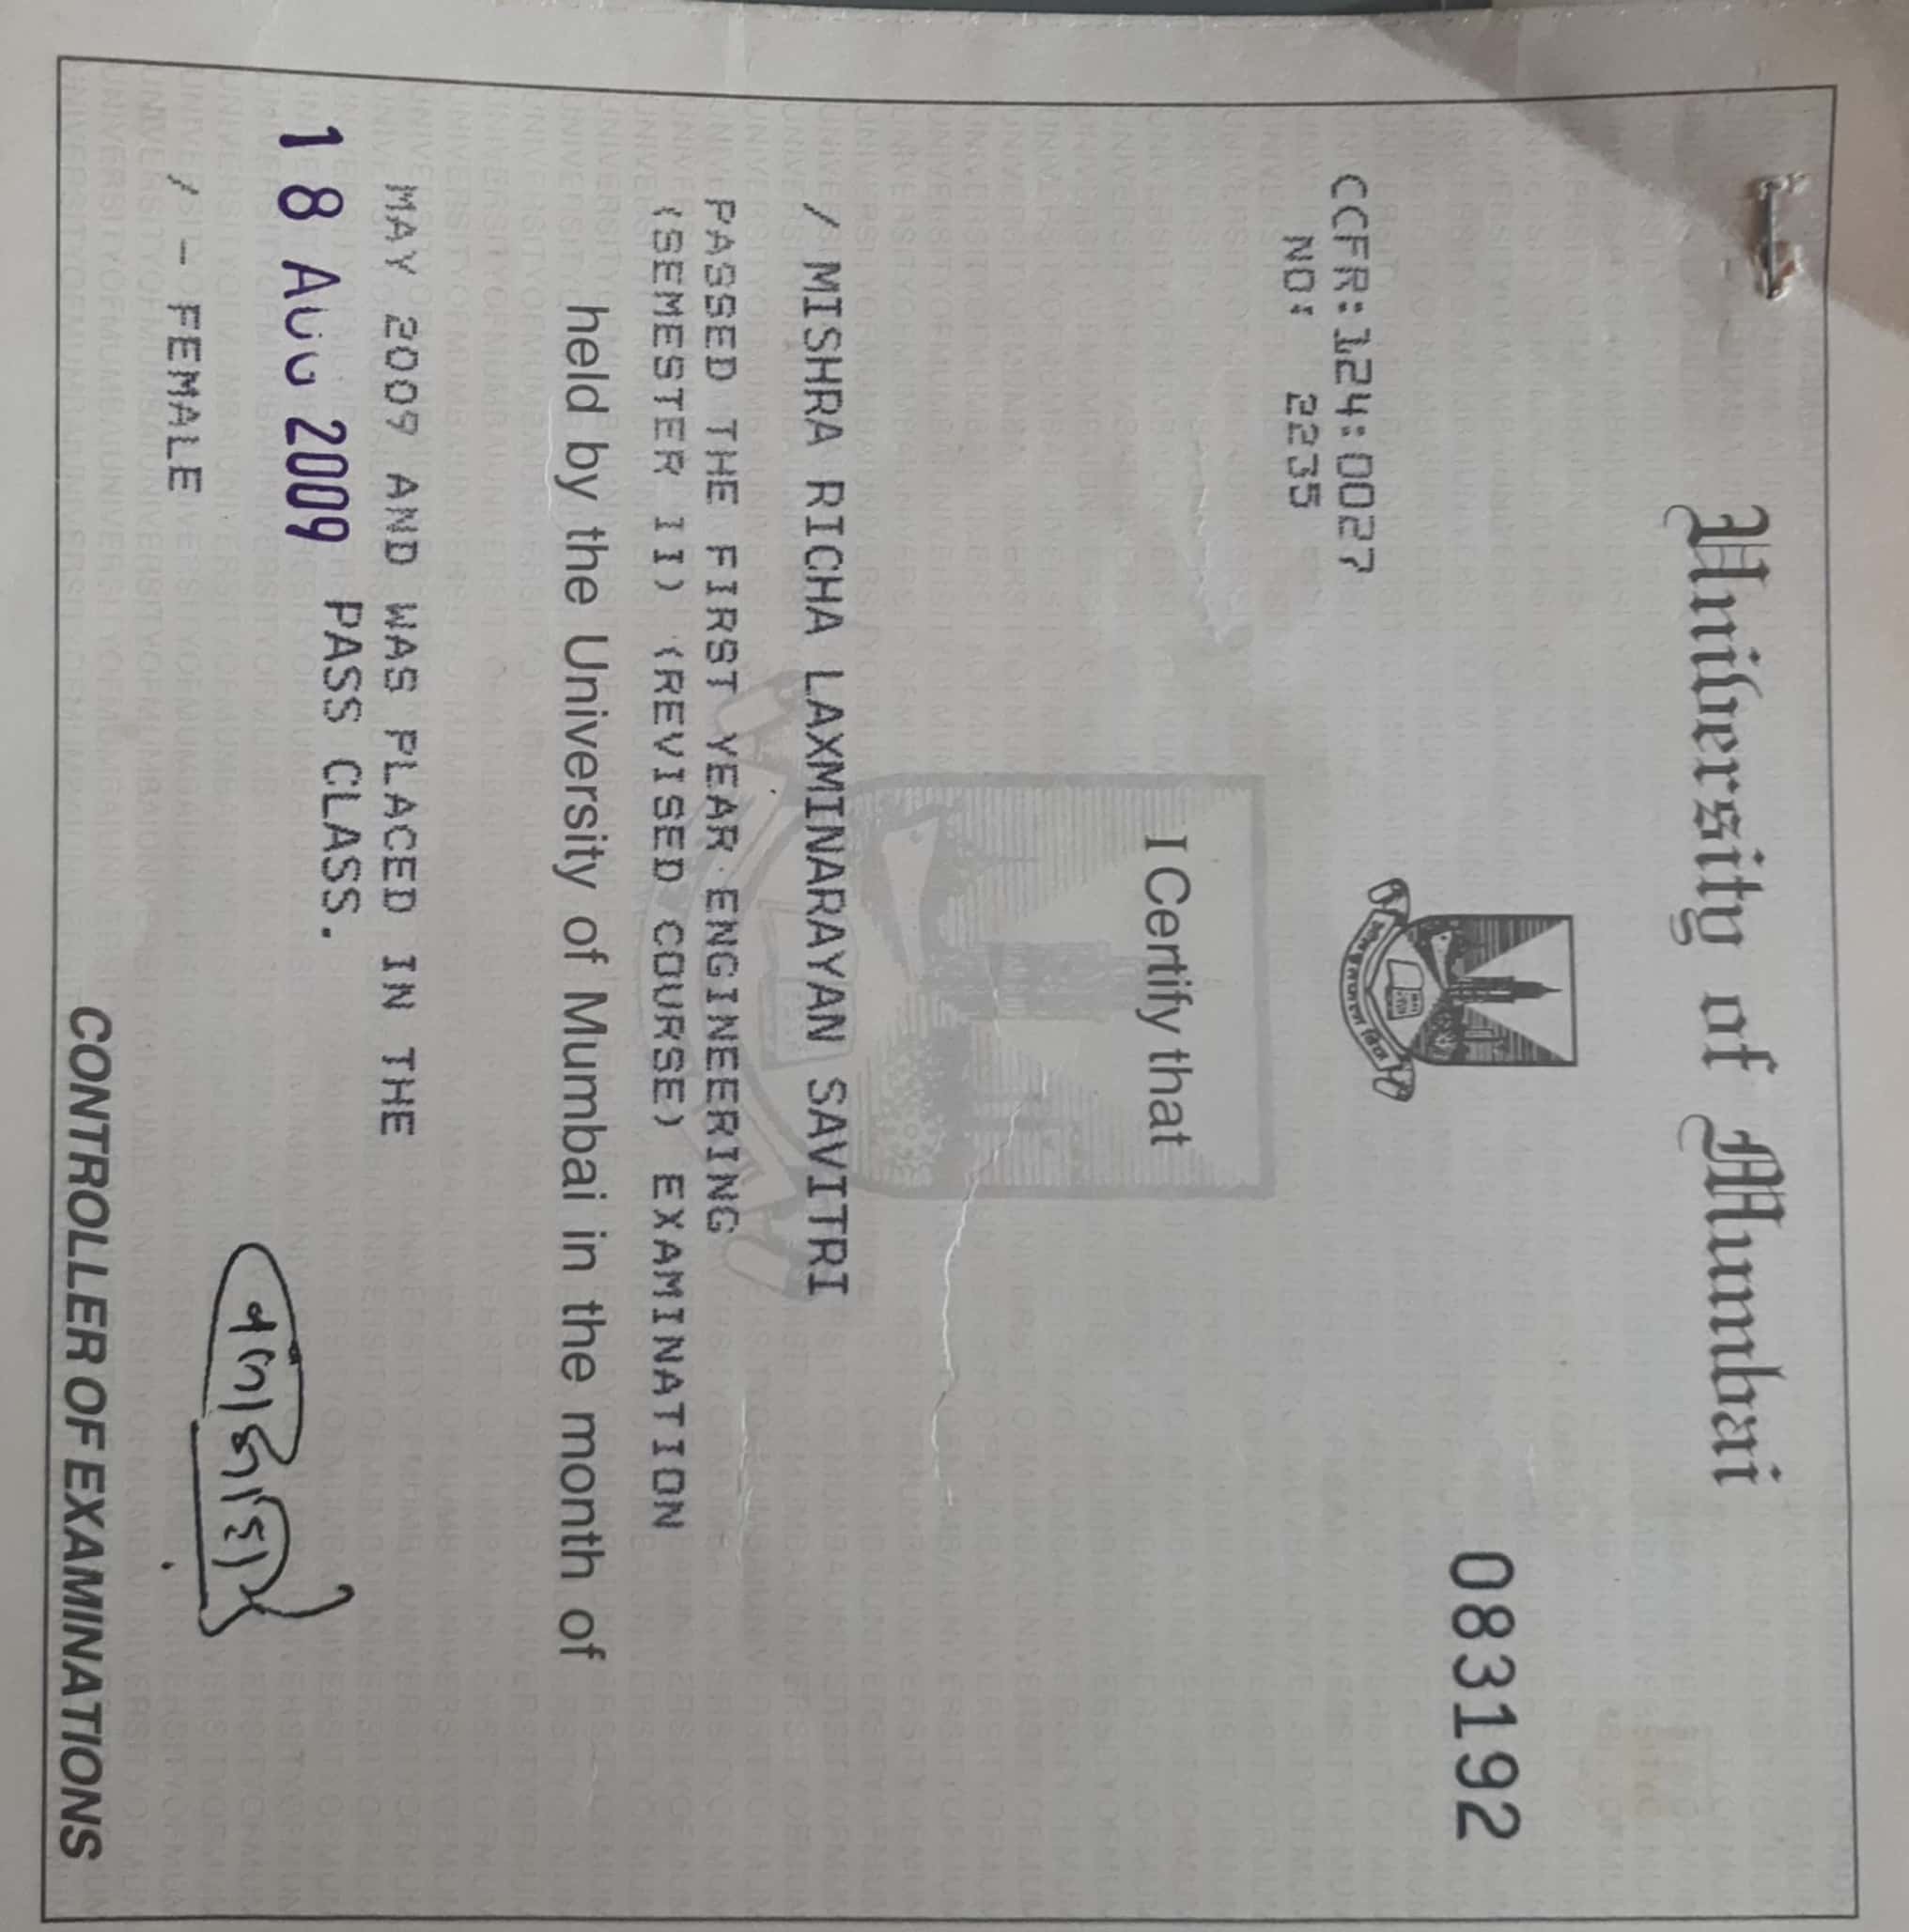 University of Mumbai
083192
CCFR:124:0027
NO: 2235
I Certify that
/ MISHRA RICHA LAXMINARAYAN SAVITRI
PASSED THE FIRST YEAR ENGINEERING
(SEMESTER II) (REVISED COURSE) EXAMINATION
held by the University of Mumbai in the month of
MAY 2009 AND WAS PLACED IN THE
PASS CLASS.
18 AUG 2009
/ - FEMALE
CONTROLLER OF EXAMINATIONS